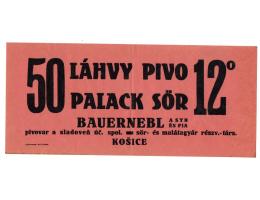 50 LÁHVY PIVO 12°
PALACK SÖR
BAUERNEBL A SYN ÉS FIA
pivovar a sladoveň úč. spol. sör- és malátagyár részv.-társ.
KOŠICE